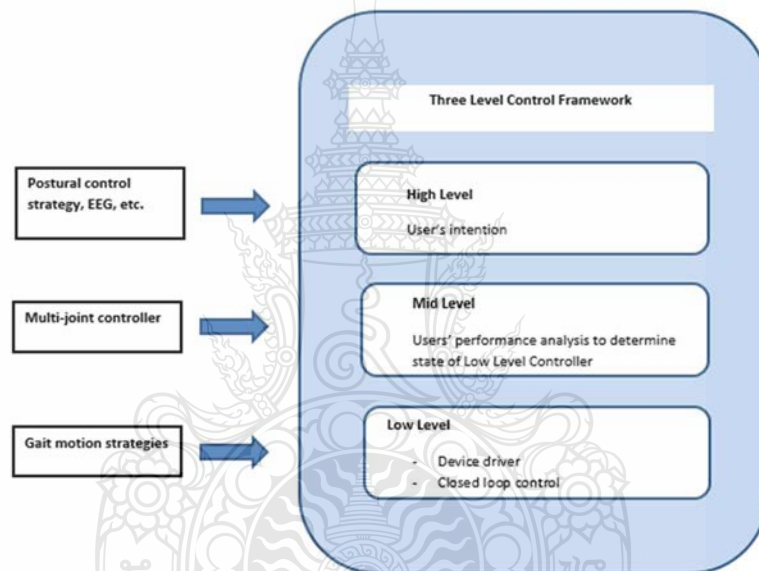 Three Level Control Framework
Postural control
strategy, EEG, etc.
High Level
User's intention
Multi-joint controller
Mid Level
Users' performance analysis to determine
state of Low Level Controller
Gait motion strategies
Low Level
- Device driver
- Closed loop control